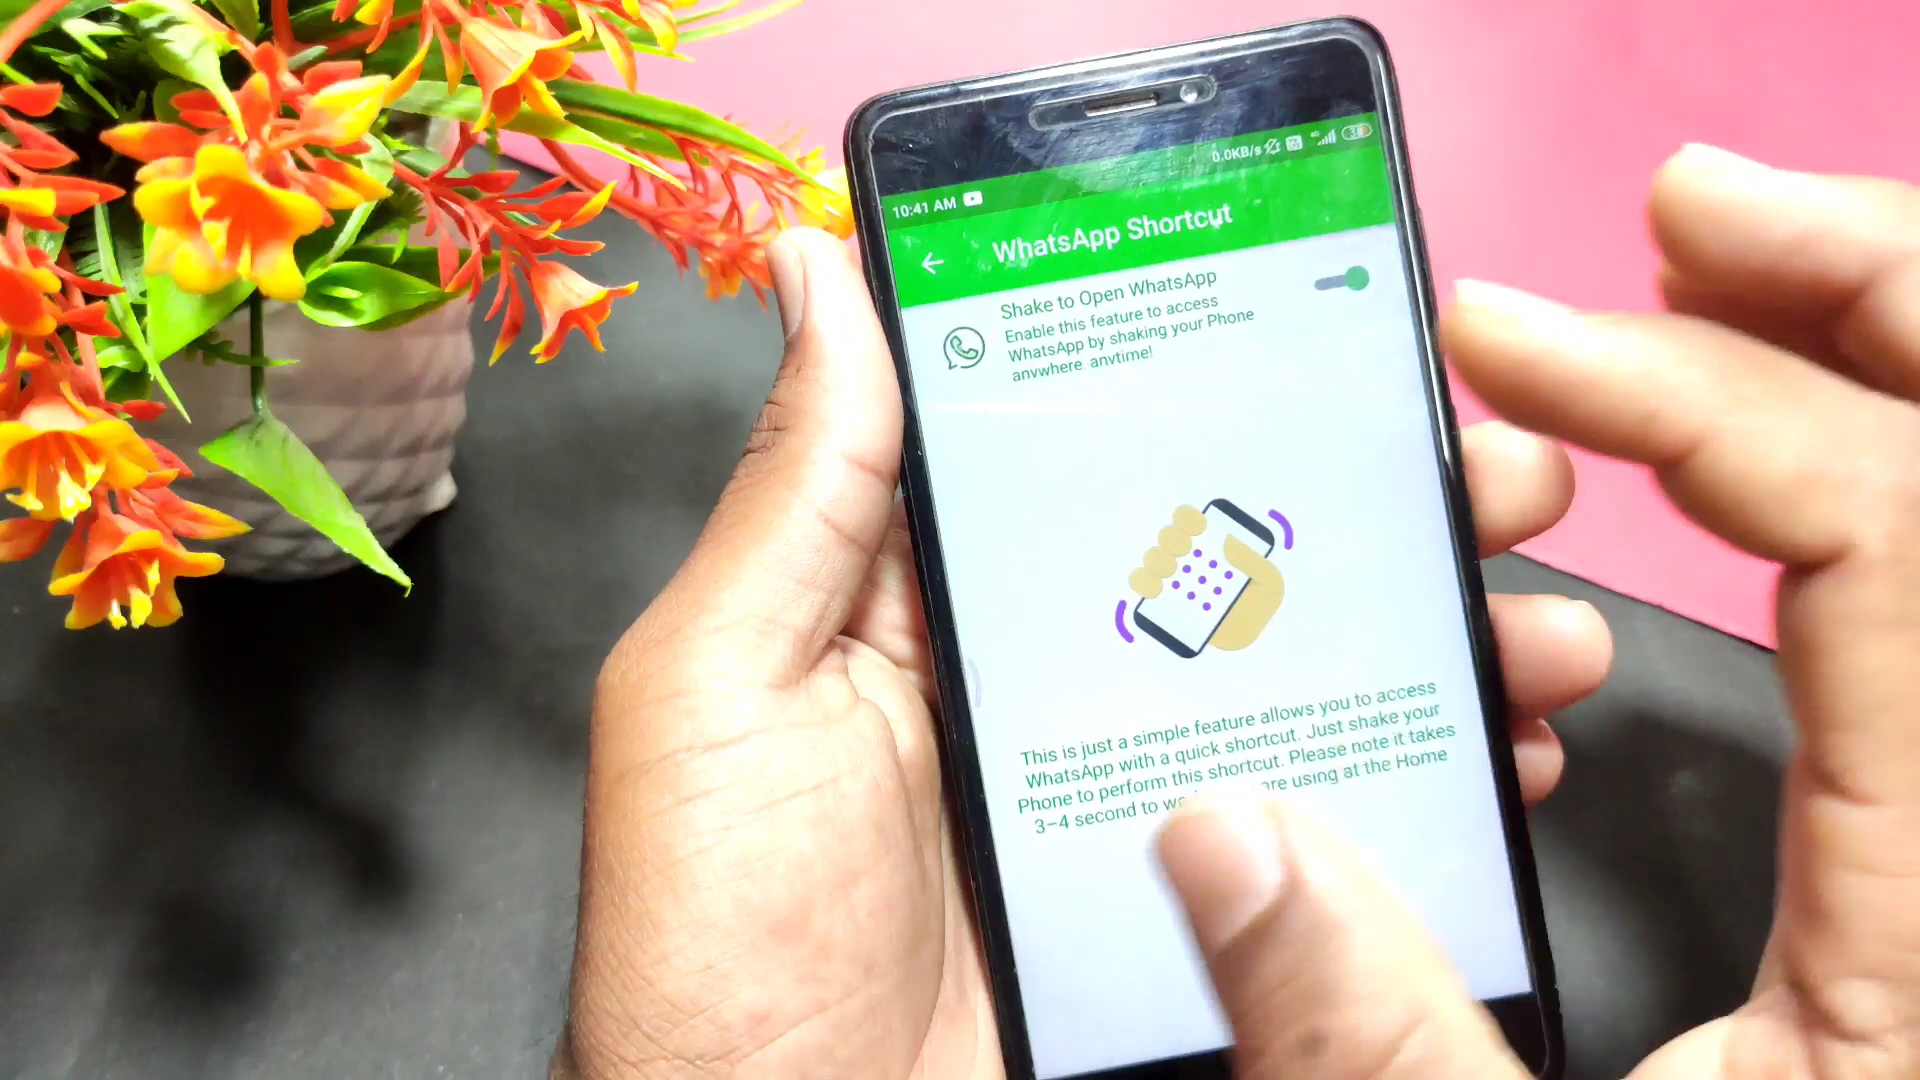 10:41 AM
0.0KB/s
WhatsApp Shortcut
Shake to Open WhatsApp
Enable this feature to access
WhatsApp by shaking your Phone
anywhere anytime!
This is just a simple feature allows you to access
WhatsApp with a quick shortcut. Just shake your
Phone to perform this shortcut. Please note it takes
3-4 second to are using at the Home